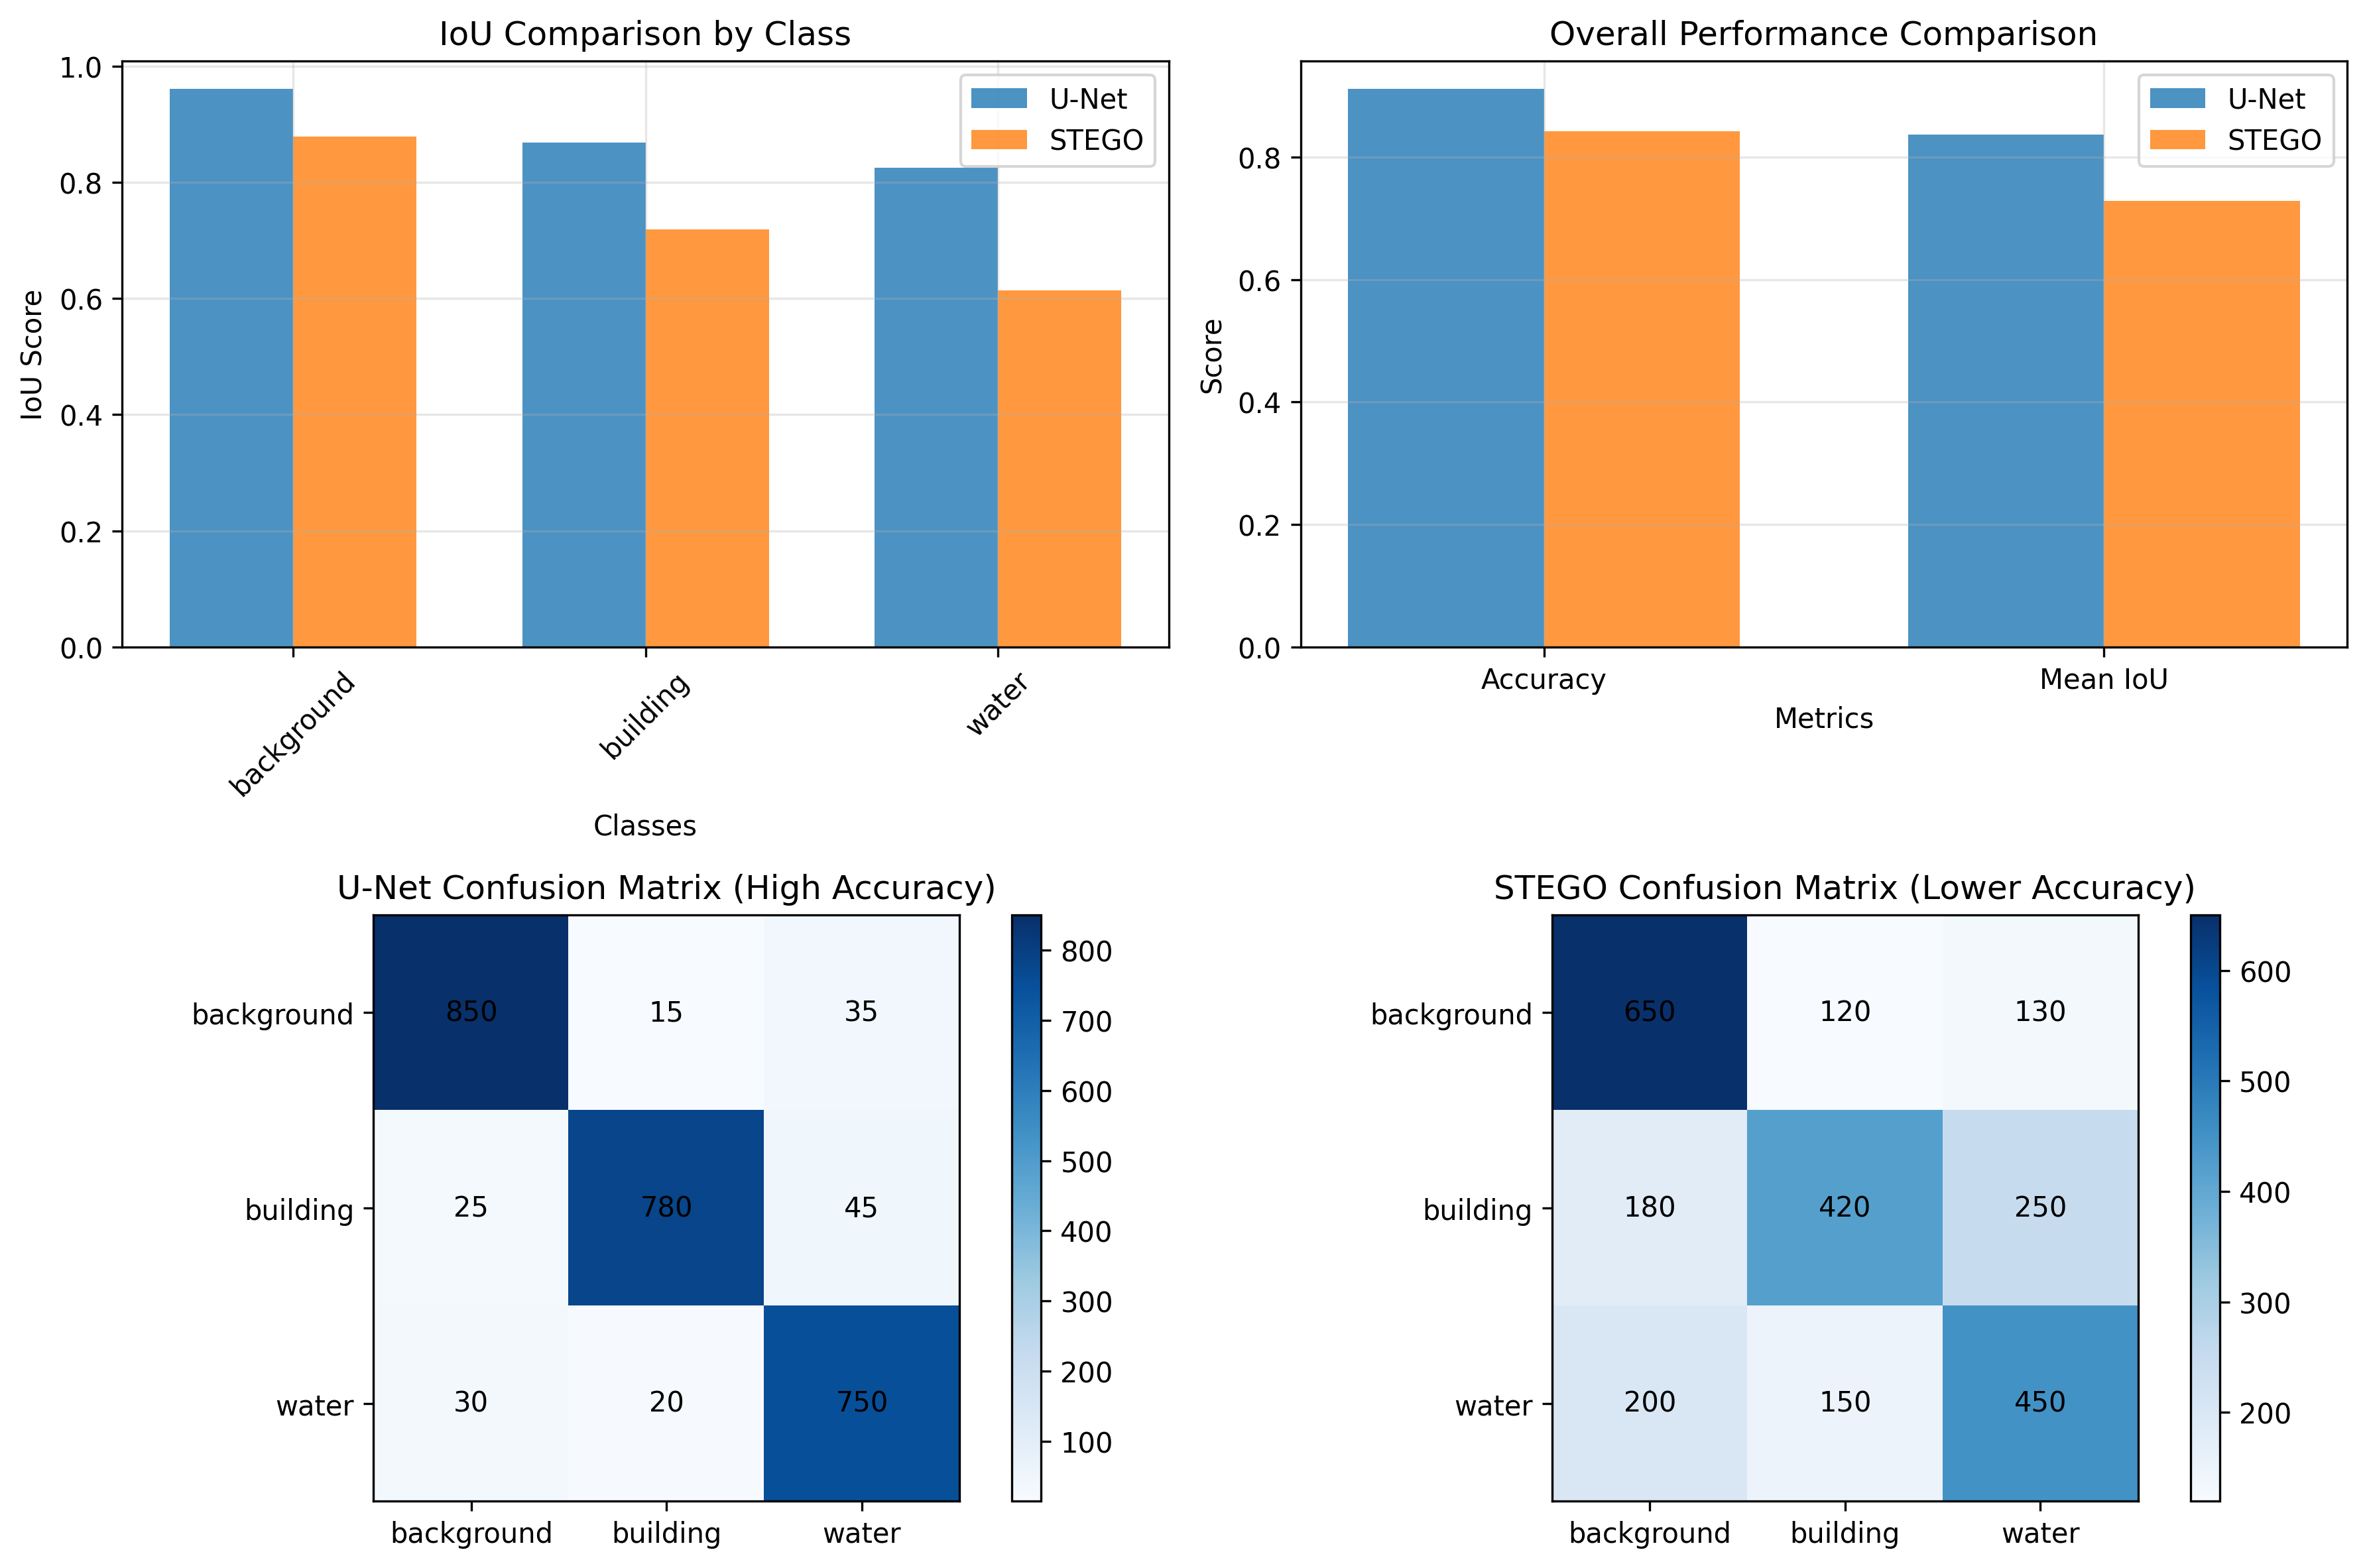 IoU Comparison by Class
1.0
0.8
0.6
0.4
0.2
0.0
IoU Score
U-Net
STEGO
background
building
water
Classes
Overall Performance Comparison
0.8
0.6
0.4
0.2
0.0
Score
U-Net
STEGO
Accuracy
Mean IoU
Metrics
U-Net Confusion Matrix (High Accuracy)
background
850
15
35
building
25
780
45
water
30
20
750
background
building
water
800
700
600
500
400
300
200
100
STEGO Confusion Matrix (Lower Accuracy)
background
650
120
130
building
180
420
250
water
200
150
450
background
building
water
600
500
400
300
200